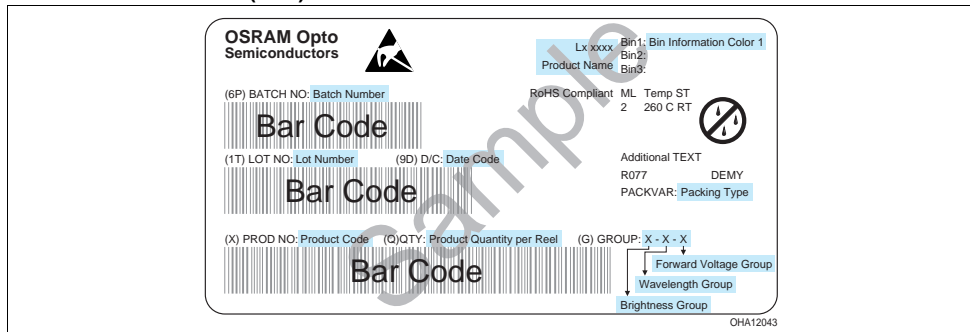 OSRAM Opto
Semiconductors
Lx xxxx
Product Name
Bin1: Bin Information Color 1
Bin2:
Bin3:
(6P) BATCH NO: Batch Number
Bar Code
RoHS Compliant ML Temp ST
2 260 C RT
(1T) LOT NO: Lot Number (9D) D/C: Date Code
Bar Code
Additional TEXT
R077 DEMY
PACKVAR: Packing Type
(X) PROD NO: Product Code (Q)QTY: Product Quantity per Reel (G) GROUP: X - X - X
Bar Code
Forward Voltage Group
Wavelength Group
Brightness Group
Sample
OHA12043